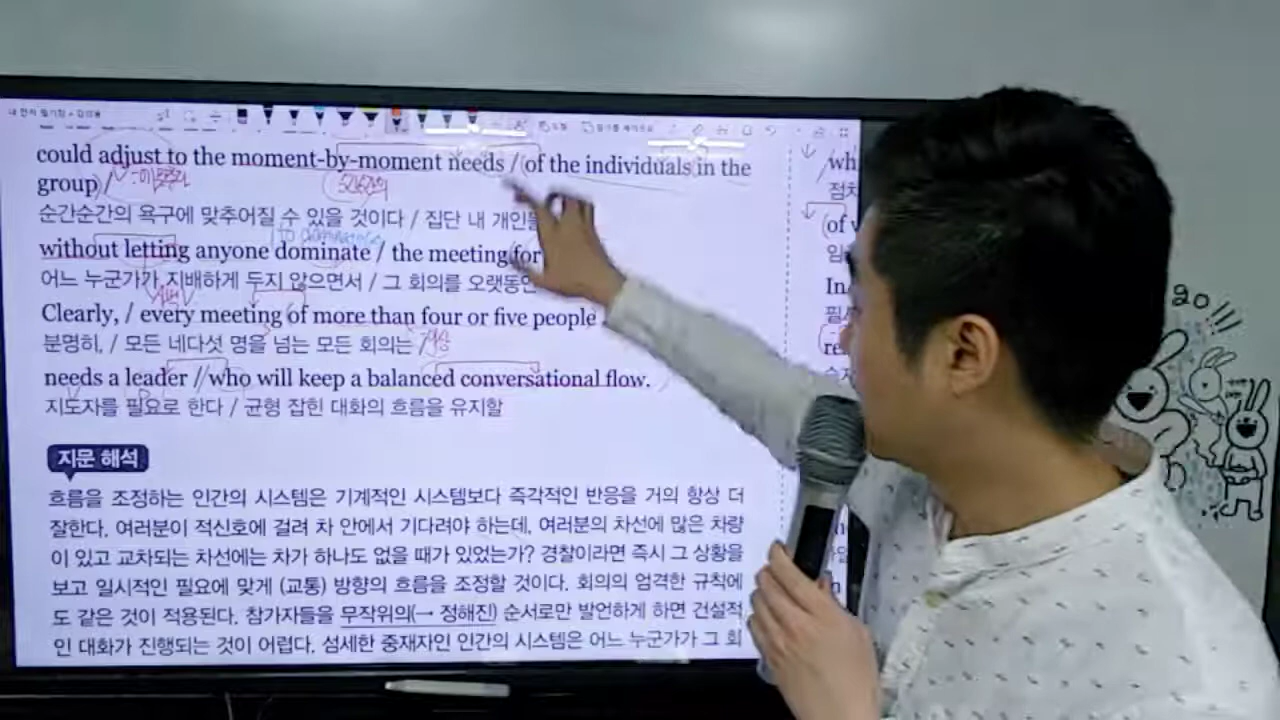 could adjust to the moment-by-moment needs / (of the individuals in the
group) /
순간순간의 욕구에 맞추어질 수 있을 것이다 / 집단 내 개인
without letting anyone dominate / the meeting (for
어느 누군가가 지배하게 두지 않으면서 / 그 회의를 오랫동안
Clearly, / every meeting of more than four or five people
분명히, / 모든 네다섯 명을 넘는 모든 회의는 /
needs a leader // who will keep a balanced conversational flow.
지도자를 필요로 한다 / 균형 잡힌 대화의 흐름을 유지할
지문 해석
흐름을 조정하는 인간의 시스템은 기계적인 시스템보다 즉각적인 반응을 거의 항상 더
잘한다. 여러분이 적신호에 걸려 차 안에서 기다려야 하는데, 여러분의 차선에 많은 차량
이 있고 교차되는 차선에는 차가 하나도 없을 때가 있었는가? 경찰이라면 즉시 그 상황을
보고 일시적인 필요에 맞게 (교통) 방향의 흐름을 조정할 것이다. 회의의 엄격한 규칙에
도 같은 것이 적용된다. 참가자들을 무작위의(→ 정해진) 순서로만 발언하게 하면 건설적
인 대화가 진행되는 것이 어렵다. 섬세한 중재자인 인간의 시스템은 어느 누군가가 그 회
/wh
점차
(of v
In
20